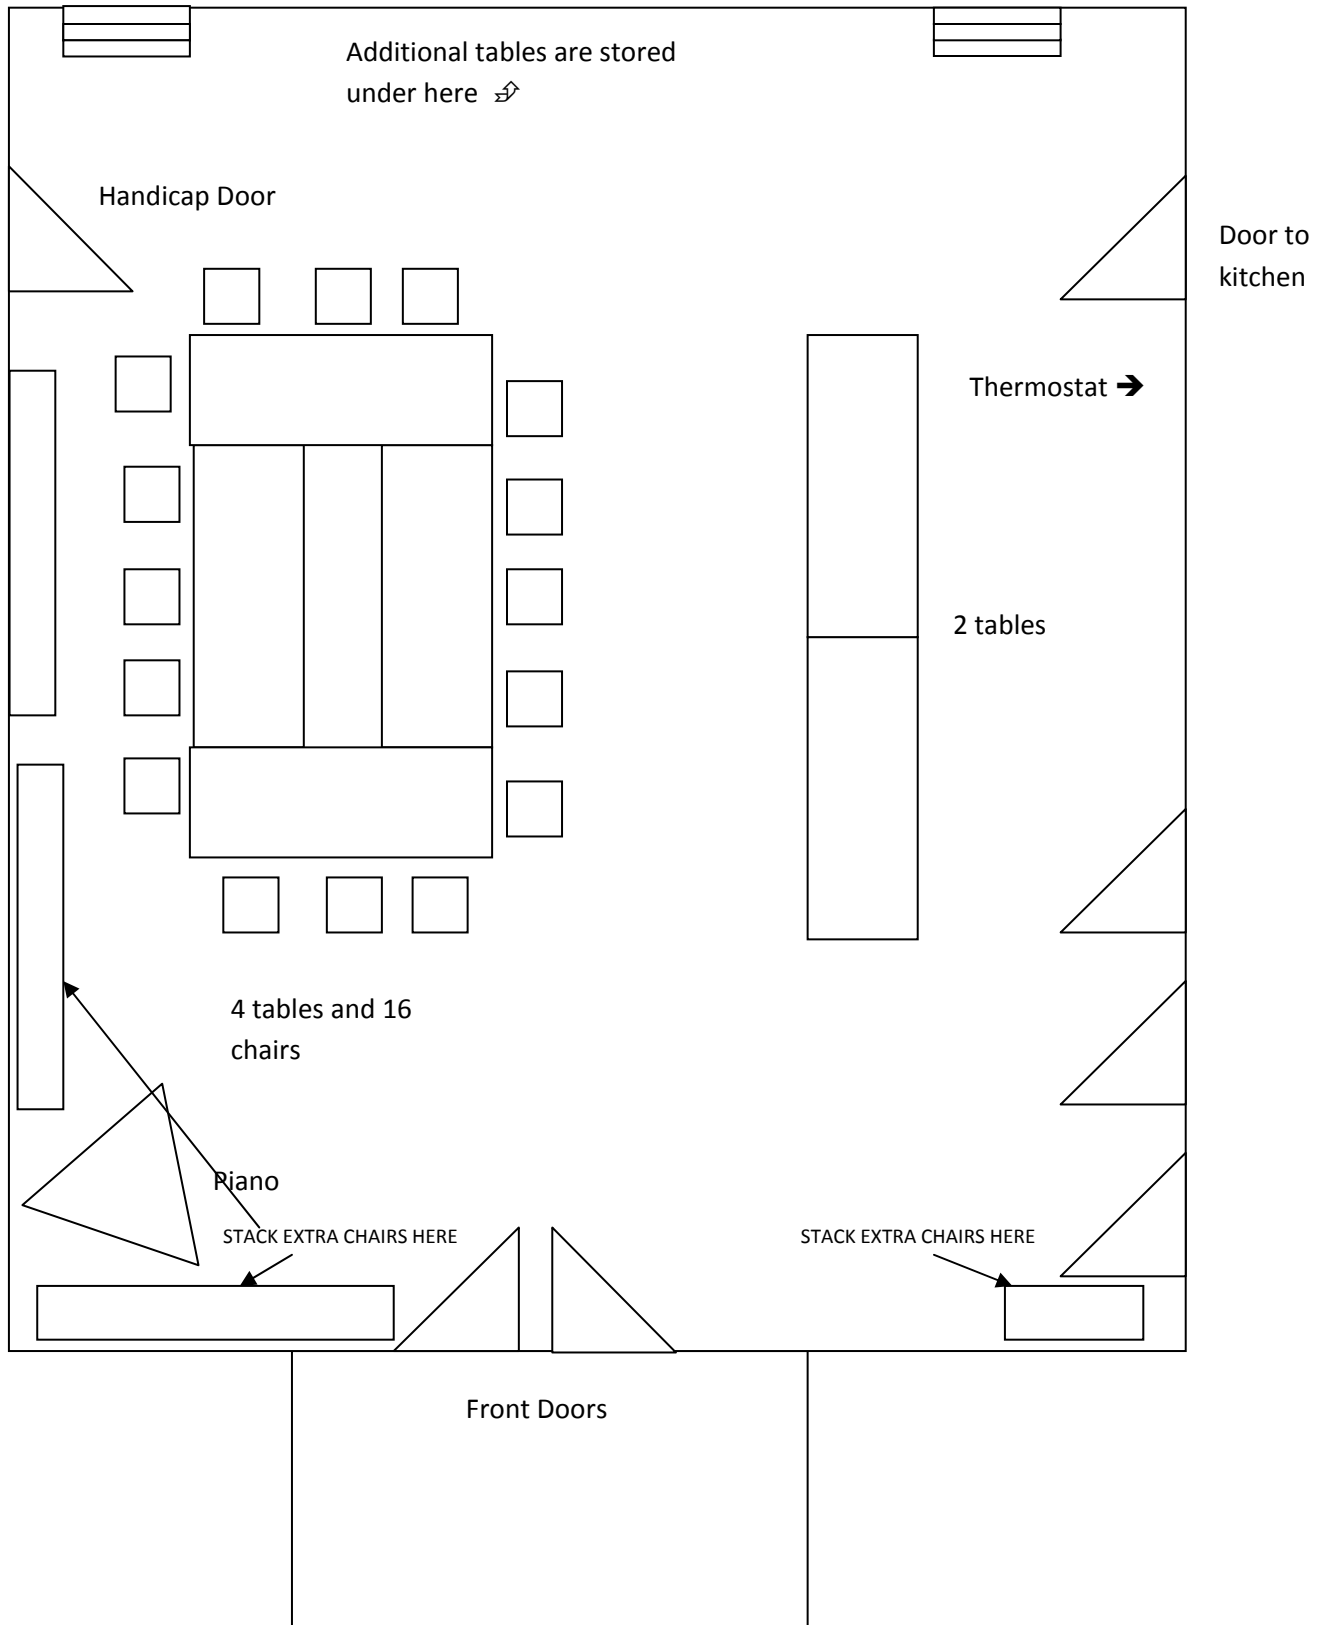 Additional tables are stored
under here
Handicap Door
Door to
kitchen
Thermostat ➔
2 tables
4 tables and 16
chairs
Piano
STACK EXTRA CHAIRS HERE
STACK EXTRA CHAIRS HERE
Front Doors